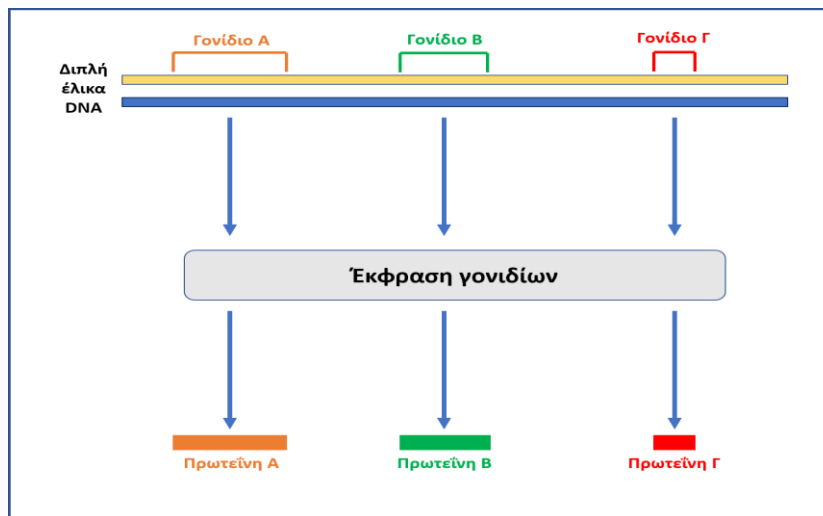 Γονίδιο Α
Γονίδιο Β
Γονίδιο Γ
Διπλή
έλικα
DNA
Έκφραση γονιδίων
Πρωτεΐνη Α
Πρωτεΐνη Β
Πρωτεΐνη Γ